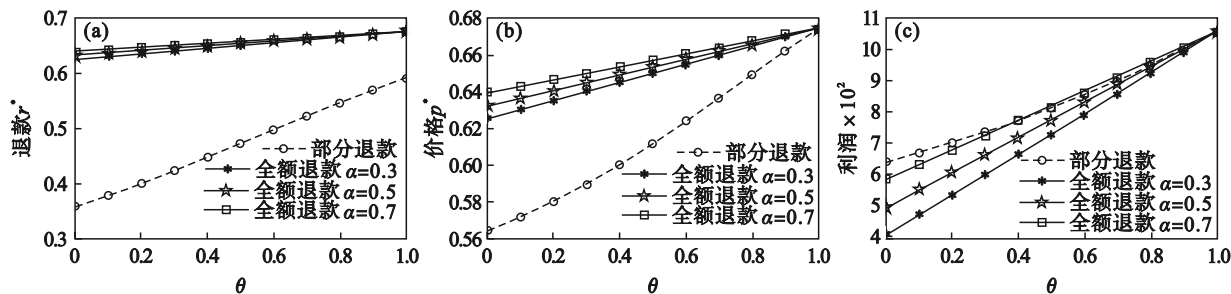 (a)
退款r*
0.7
0.6
0.5
0.4
0.3
0
0.2
0.4
0.6
0.8
1.0
θ
部分退款
全额退款 α=0.3
全额退款 α=0.5
全额退款 α=0.7
(b)
价格p*
0.68
0.66
0.64
0.62
0.60
0.58
0.56
0
0.2
0.4
0.6
0.8
1.0
θ
部分退款
全额退款 α=0.3
全额退款 α=0.5
全额退款 α=0.7
(c)
利润×10²
11
10
9
8
7
6
5
4
0
0.2
0.4
0.6
0.8
1.0
θ
部分退款
全额退款 α=0.3
全额退款 α=0.5
全额退款 α=0.7